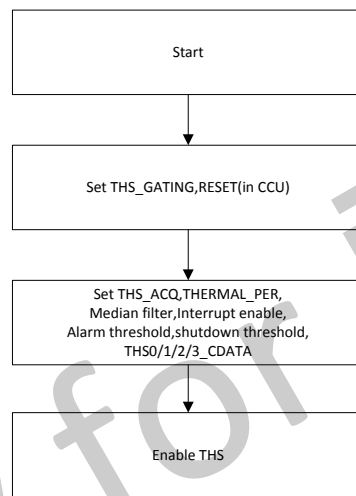 Start
Set THS_GATING,RESET(in CCU)
Set THS_ACQ,THERMAL_PER,
Median filter,Interrupt enable,
Alarm threshold,shutdown threshold,
THS0/1/2/3_CDATA
Enable THS
for